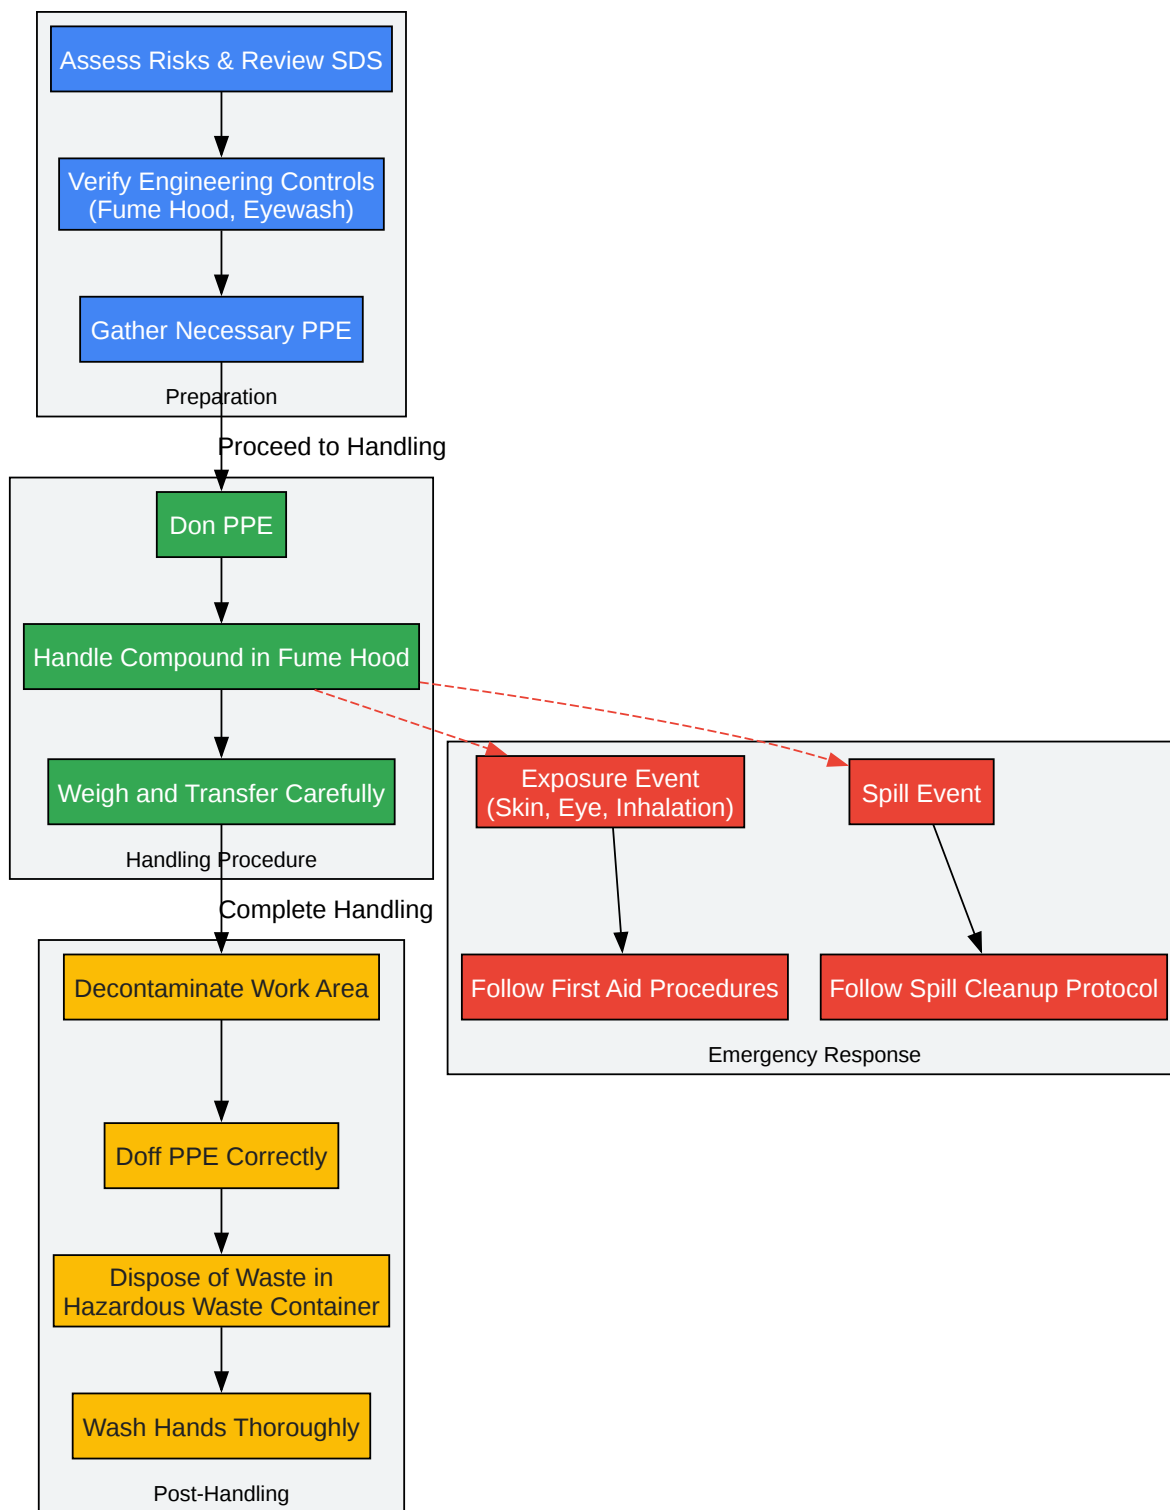 Assess Risks & Review SDS
Verify Engineering Controls
(Fume Hood, Eyewash)
Gather Necessary PPE
Preparation
Proceed to Handling
Don PPE
Handle Compound in Fume Hood
Weigh and Transfer Carefully
Handling Procedure
Exposure Event
(Skin, Eye, Inhalation)
Spill Event
Follow First Aid Procedures
Follow Spill Cleanup Protocol
Emergency Response
Complete Handling
Decontaminate Work Area
Doff PPE Correctly
Dispose of Waste in
Hazardous Waste Container
Wash Hands Thoroughly
Post-Handling